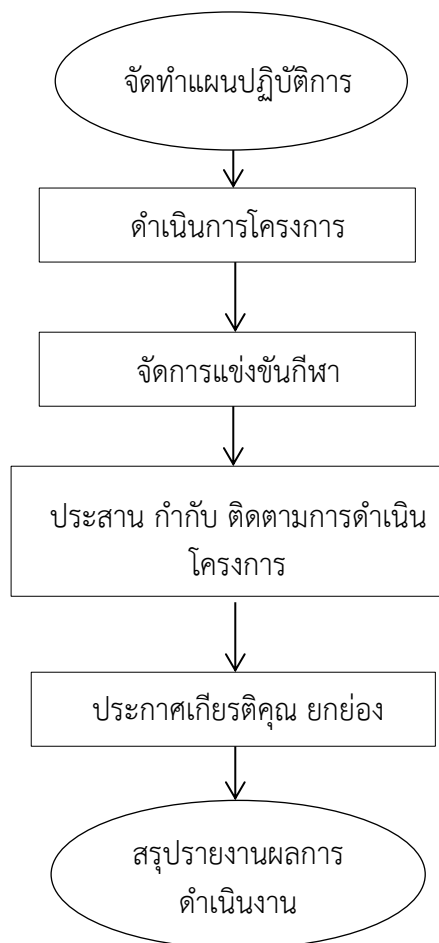 จัดทำแผนปฏิบัติการ
ดำเนินการโครงการ
จัดการแข่งขันกีฬา
ประสาน กำกับ ติดตามการดำเนิน
โครงการ
ประกาศเกียรติคุณ ยกย่อง
สรุปรายงานผลการ
ดำเนินงาน